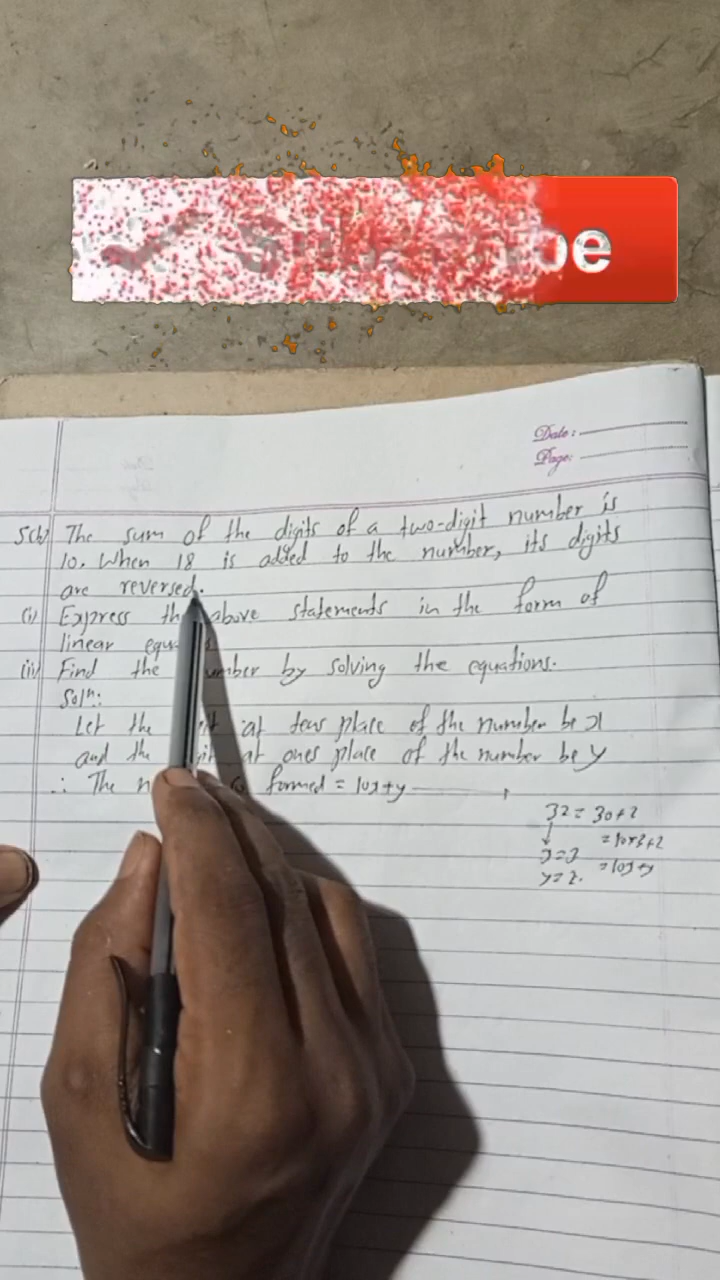 Subscribe
Date:
Page:
5(b) The sum of the digits of a two-digit number is
10. When 18 is added to the number, its digits
are reversed.
(i) Express the above statements in the form of
linear
(ii) Find the number by solving the equations.
Solⁿ:
Let the at tens place of the number be x
and the at ones place of the number be y
∴ The formed = 10x+y
32 = 30+2
= 10×3+2
x=3
= 10x+y
y=2.